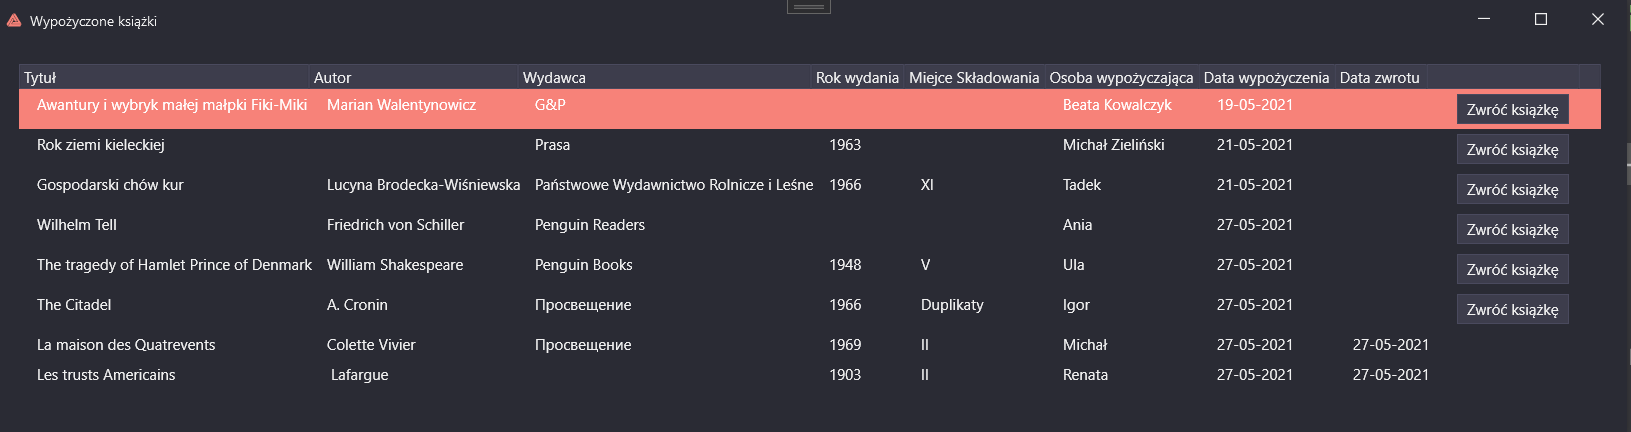 Wypożyczone książki
Tytuł Autor Wydawca Rok wydania Miejce Składowania Osoba wypożyczająca Data wypożyczenia Data zwrotu
Awantury i wybryk małej małpki Fiki-Miki Marian Walentynowicz G&P Beata Kowalczyk 19-05-2021 Zwróć książkę
Rok ziemi kieleckiej Prasa 1963 Michał Zieliński 21-05-2021 Zwróć książkę
Gospodarski chów kur Lucyna Brodecka-Wiśniewska Państwowe Wydawnictwo Rolnicze i Leśne 1966 XI Tadek 21-05-2021 Zwróć książkę
Wilhelm Tell Friedrich von Schiller Penguin Readers Ania 27-05-2021 Zwróć książkę
The tragedy of Hamlet Prince of Denmark William Shakespeare Penguin Books 1948 V Ula 27-05-2021 Zwróć książkę
The Citadel A. Cronin Просвещение 1966 Duplikaty Igor 27-05-2021 Zwróć książkę
La maison des Quatrevents Colette Vivier Просвещение 1969 II Michał 27-05-2021 27-05-2021
Les trusts Americains Lafargue 1903 II Renata 27-05-2021 27-05-2021